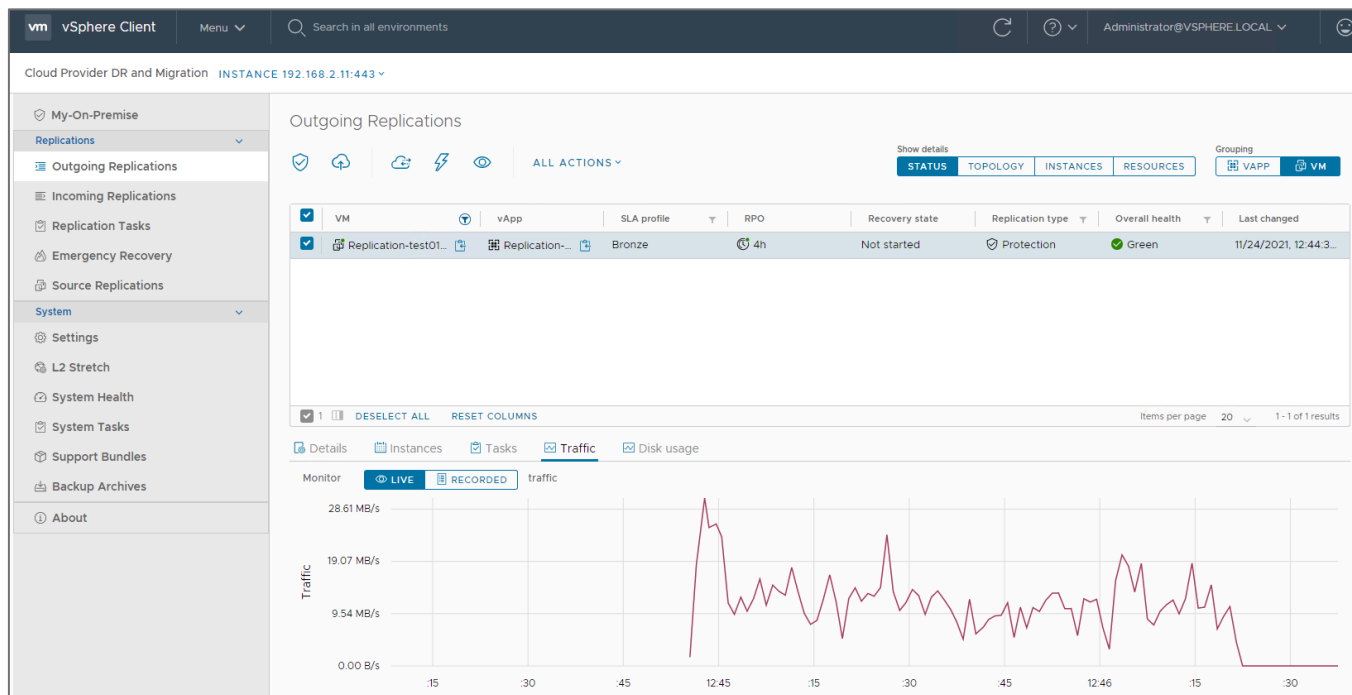 vm vSphere Client Menu Search in all environments Administrator@VSPHERE.LOCAL
Cloud Provider DR and Migration INSTANCE 192.168.2.11:443
My-On-Premise
Replications
Outgoing Replications
Incoming Replications
Replication Tasks
Emergency Recovery
Source Replications
System
Settings
L2 Stretch
System Health
System Tasks
Support Bundles
Backup Archives
About
Outgoing Replications
ALL ACTIONS
Show details
STATUS TOPOLOGY INSTANCES RESOURCES
Grouping
VAPP VM
VM vApp SLA profile RPO Recovery state Replication type Overall health Last changed
Replication-test01... Replication-... Bronze 4h Not started Protection Green 11/24/2021, 12:44:3...
1 DESELECT ALL RESET COLUMNS Items per page 20 1 - 1 of 1 results
Details Instances Tasks Traffic Disk usage
Monitor LIVE RECORDED traffic
Traffic
28.61 MB/s
19.07 MB/s
9.54 MB/s
0.00 B/s
:15 :30 :45 12:45 :15 :30 :45 12:46 :15 :30